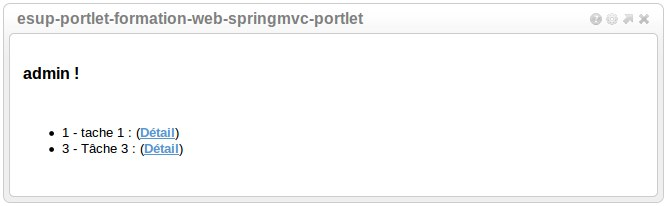 esup-portlet-formation-web-springmvc-portlet
admin !
1 - tache 1 : (Détail)
3 - Tâche 3 : (Détail)